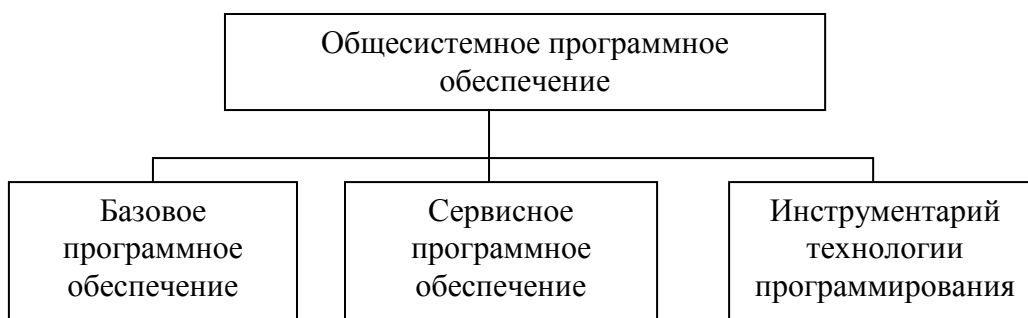 Общесистемное программное
обеспечение
Базовое
программное
обеспечение
Сервисное
программное
обеспечение
Инструментарий
технологии
программирования